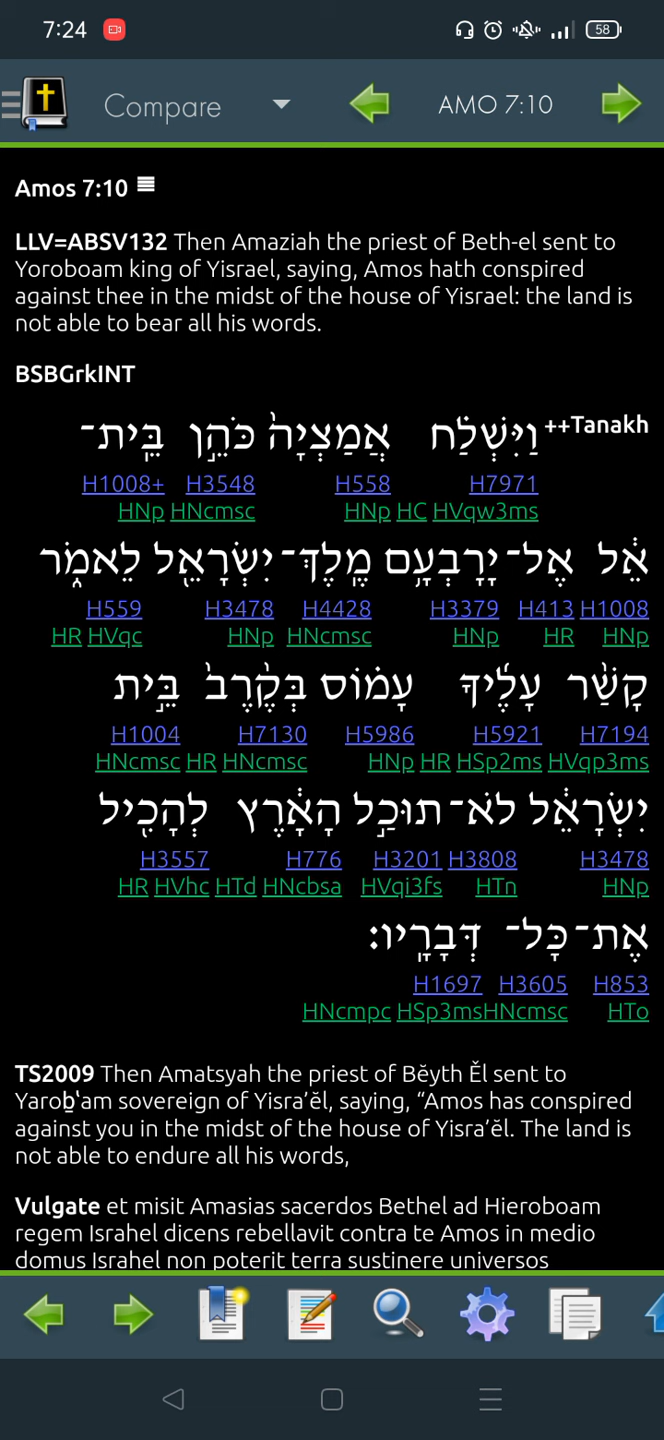 7:24
58
Compare
AMO 7:10
Amos 7:10
LLV=ABSV132 Then Amaziah the priest of Beth-el sent to
Yoroboam king of Yisrael, saying, Amos hath conspired
against thee in the midst of the house of Yisrael: the land is
not able to bear all his words.
BSBGrkINT
++Tanakh וַיִּשְׁלַ֗ח אֲמַצְיָה֙ כֹּהֵ֣ן בֵּֽית־
H7971 H558 H3548 H1008+
HNp HNcmsc HNp HC HVqw3ms
אֵ֔ל אֶל־ יָרָבְעָ֥ם מֶֽלֶךְ־ יִשְׂרָאֵ֖ל לֵאמֹ֑ר
H559 H3478 H4428 H3379 H413 H1008
HR HVqc HNp HNcmsc HNp HR HNp
קָשַׁ֨ר עָלֶ֜יךָ עָמ֗וֹס בְּקֶ֙רֶב֙ בֵּ֣ית
H1004 H7130 H5986 H5921 H7194
HNcmsc HR HNcmsc HNp HR HSp2ms HVqp3ms
יִשְׂרָאֵ֔ל לֹא־ תוּכַ֣ל הָאָ֔רֶץ לְהָכִ֖יל
H3557 H776 H3201 H3808 H3478
HR HVhc HTd HNcbsa HVqi3fs HTn HNp
אֶת־ כָּל־ דְּבָרָֽיו׃
H1697 H3605 H853
HNcmpc HSp3msHNcmsc HTo
TS2009 Then Amatsyah the priest of Bĕyth Ĕl sent to
Yaroḇ‛am sovereign of Yisra’ĕl, saying, “Amos has conspired
against you in the midst of the house of Yisra’ĕl. The land is
not able to endure all his words,
Vulgate et misit Amasias sacerdos Bethel ad Hieroboam
regem Israhel dicens rebellavit contra te Amos in medio
domus Israhel non poterit terra sustinere universos